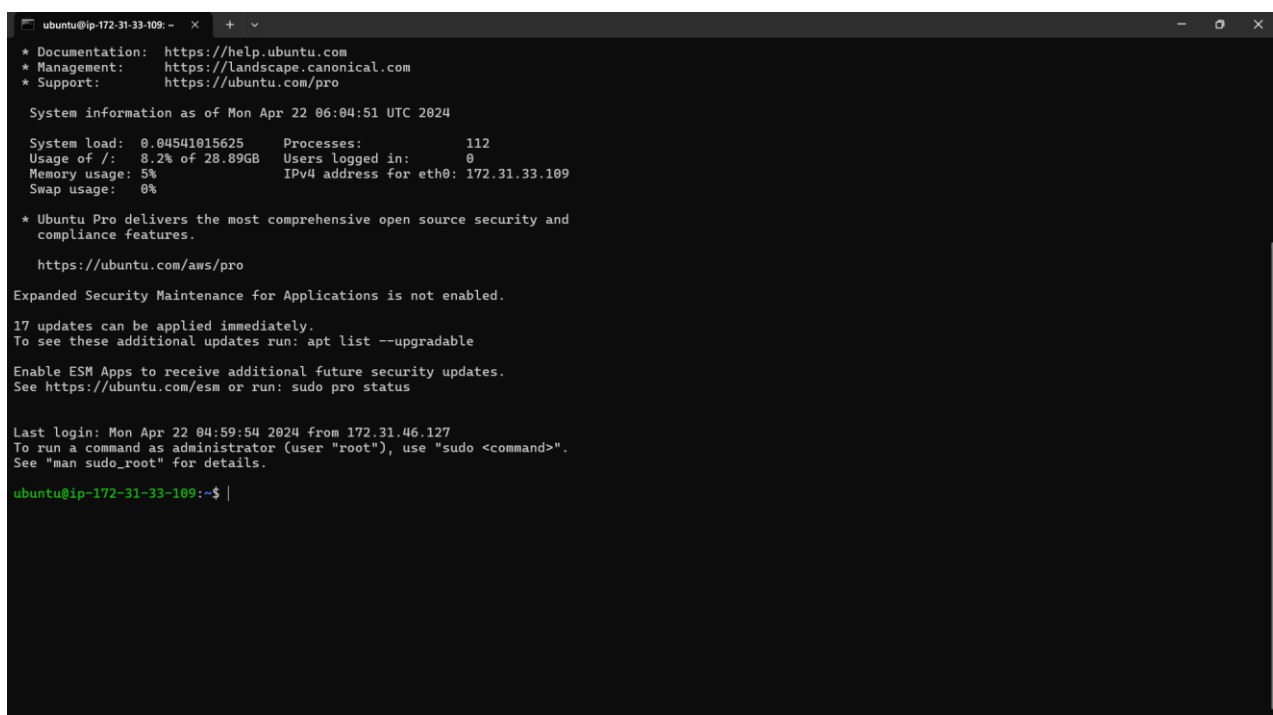 ubuntu@ip-172-31-33-109: ~
* Documentation:  https://help.ubuntu.com
* Management:     https://landscape.canonical.com
* Support:        https://ubuntu.com/pro
System information as of Mon Apr 22 06:04:51 UTC 2024
System load:  0.04541015625     Processes:             112
Usage of /:   8.2% of 28.89GB   Users logged in:       0
Memory usage: 5%                IPv4 address for eth0: 172.31.33.109
Swap usage:   0%
* Ubuntu Pro delivers the most comprehensive open source security and
compliance features.
https://ubuntu.com/aws/pro
Expanded Security Maintenance for Applications is not enabled.
17 updates can be applied immediately.
To see these additional updates run: apt list --upgradable
Enable ESM Apps to receive additional future security updates.
See https://ubuntu.com/esm or run: sudo pro status
Last login: Mon Apr 22 04:59:54 2024 from 172.31.46.127
To run a command as administrator (user "root"), use "sudo <command>".
See "man sudo_root" for details.
ubuntu@ip-172-31-33-109:~$